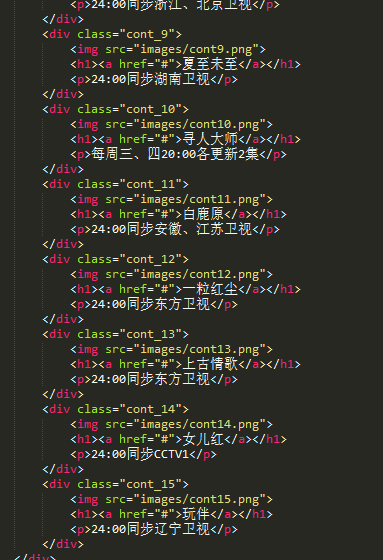 <p>24:00同步浙江、北京卫视</p>
</div>
<div class="cont_9">
<img src="images/cont9.png">
<h1><a href="#">夏至未至</a></h1>
<p>24:00同步湖南卫视</p>
</div>
<div class="cont_10">
<img src="images/cont10.png">
<h1><a href="#">寻人大师</a></h1>
<p>每周三、四20:00各更新2集</p>
</div>
<div class="cont_11">
<img src="images/cont11.png">
<h1><a href="#">白鹿原</a></h1>
<p>24:00同步安徽、江苏卫视</p>
</div>
<div class="cont_12">
<img src="images/cont12.png">
<h1><a href="#">一粒红尘</a></h1>
<p>24:00同步东方卫视</p>
</div>
<div class="cont_13">
<img src="images/cont13.png">
<h1><a href="#">上古情歌</a></h1>
<p>24:00同步东方卫视</p>
</div>
<div class="cont_14">
<img src="images/cont14.png">
<h1><a href="#">女儿红</a></h1>
<p>24:00同步CCTV1</p>
</div>
<div class="cont_15">
<img src="images/cont15.png">
<h1><a href="#">玩伴</a></h1>
<p>24:00同步辽宁卫视</p>
</div>
</div>